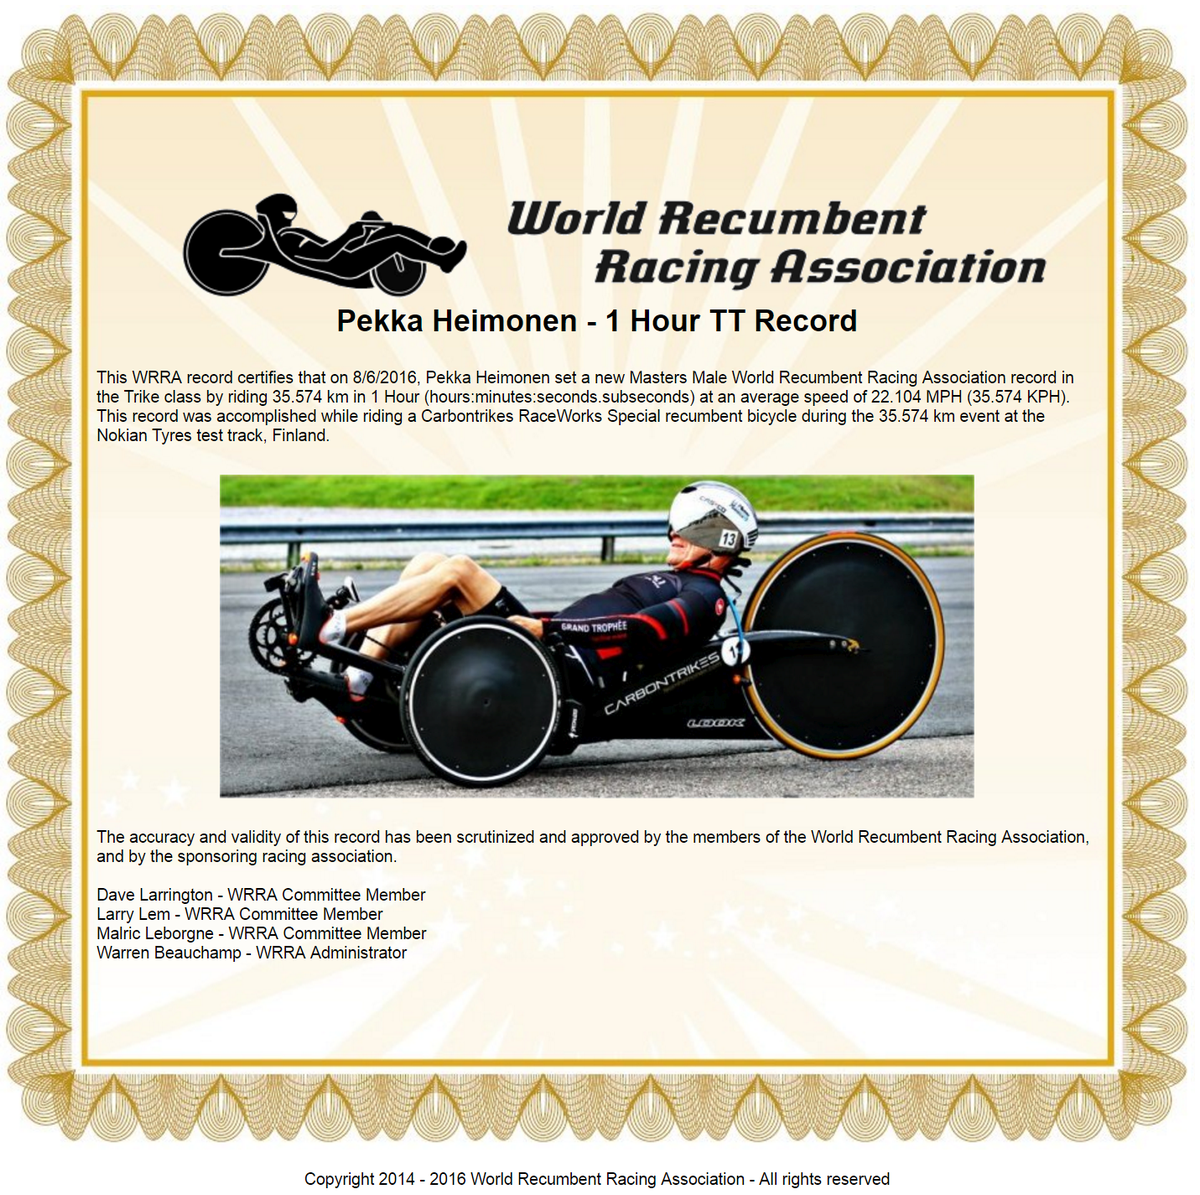 World Recumbent
Racing Association
Pekka Heimonen - 1 Hour TT Record
This WRRA record certifies that on 8/6/2016, Pekka Heimonen set a new Masters Male World Recumbent Racing Association record in
the Trike class by riding 35.574 km in 1 Hour (hours:minutes:seconds.subseconds) at an average speed of 22.104 MPH (35.574 KPH).
This record was accomplished while riding a Carbontrikes RaceWorks Special recumbent bicycle during the 35.574 km event at the
Nokian Tyres test track, Finland.
CASCO
13
GRAND TROPHÉE
CARBONTRIKES
LOOK
The accuracy and validity of this record has been scrutinized and approved by the members of the World Recumbent Racing Association,
and by the sponsoring racing association.
Dave Larrington - WRRA Committee Member
Larry Lem - WRRA Committee Member
Malric Leborgne - WRRA Committee Member
Warren Beauchamp - WRRA Administrator
Copyright 2014 - 2016 World Recumbent Racing Association - All rights reserved